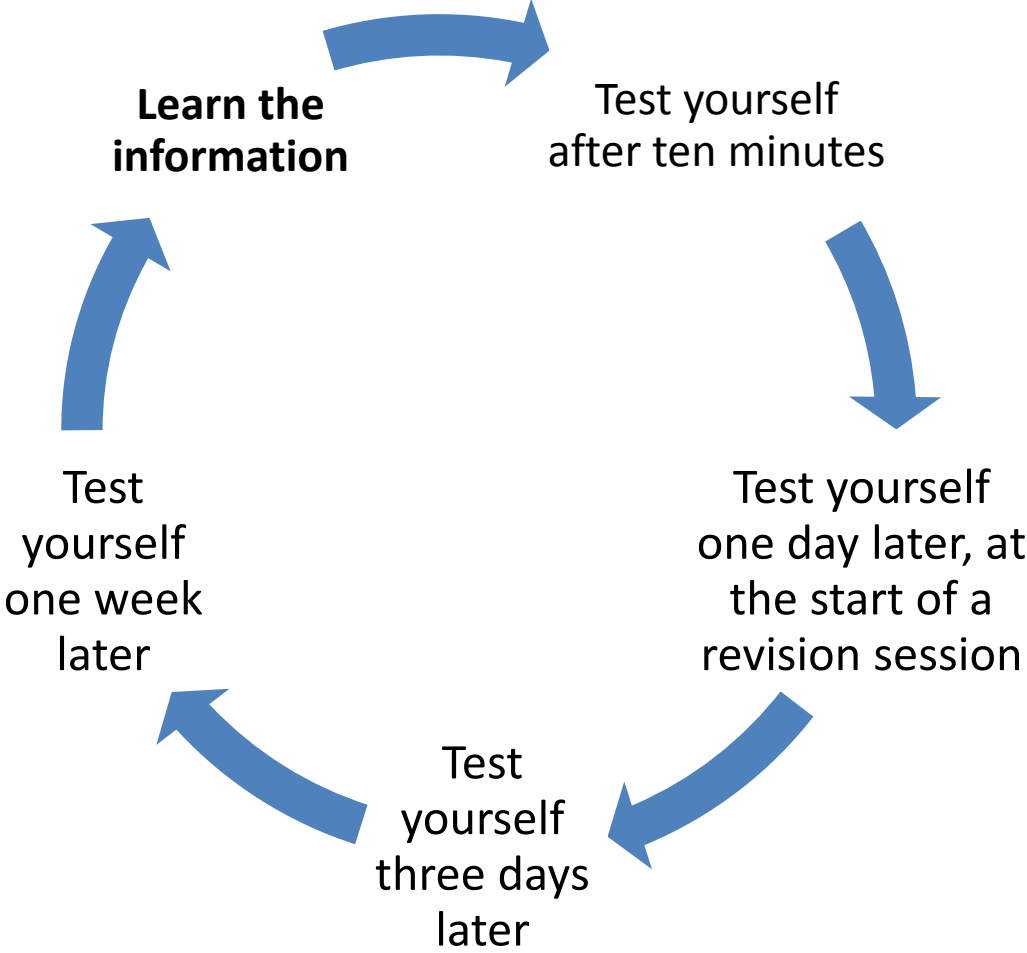 Learn the
information
Test yourself
after ten minutes
Test yourself
one day later, at
the start of a
revision session
Test
yourself
three days
later
Test
yourself
one week
later